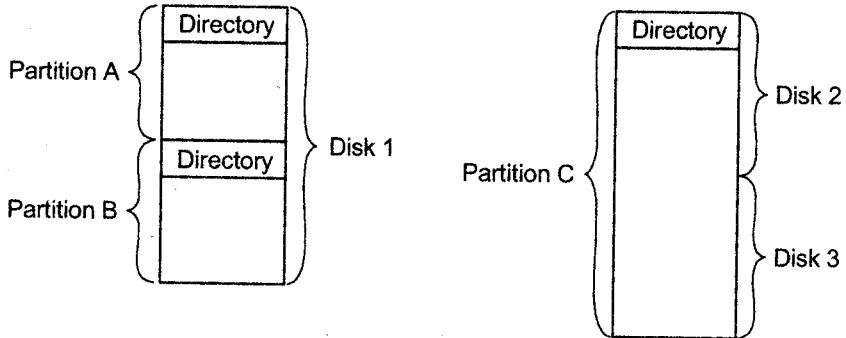 Directory
Partition A
Disk 1
Directory
Partition B
Directory
Disk 2
Partition C
Disk 3